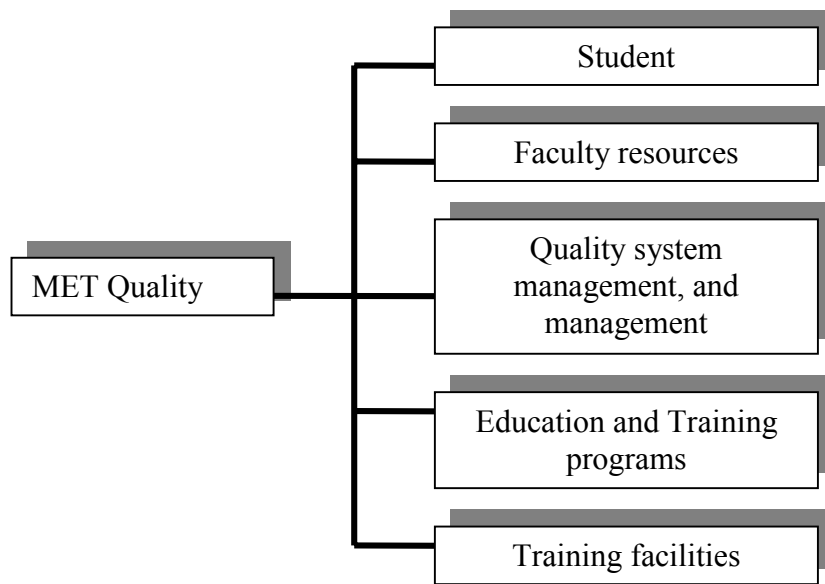 Student
Faculty resources
MET Quality
Quality system
management, and
management
Education and Training
programs
Training facilities